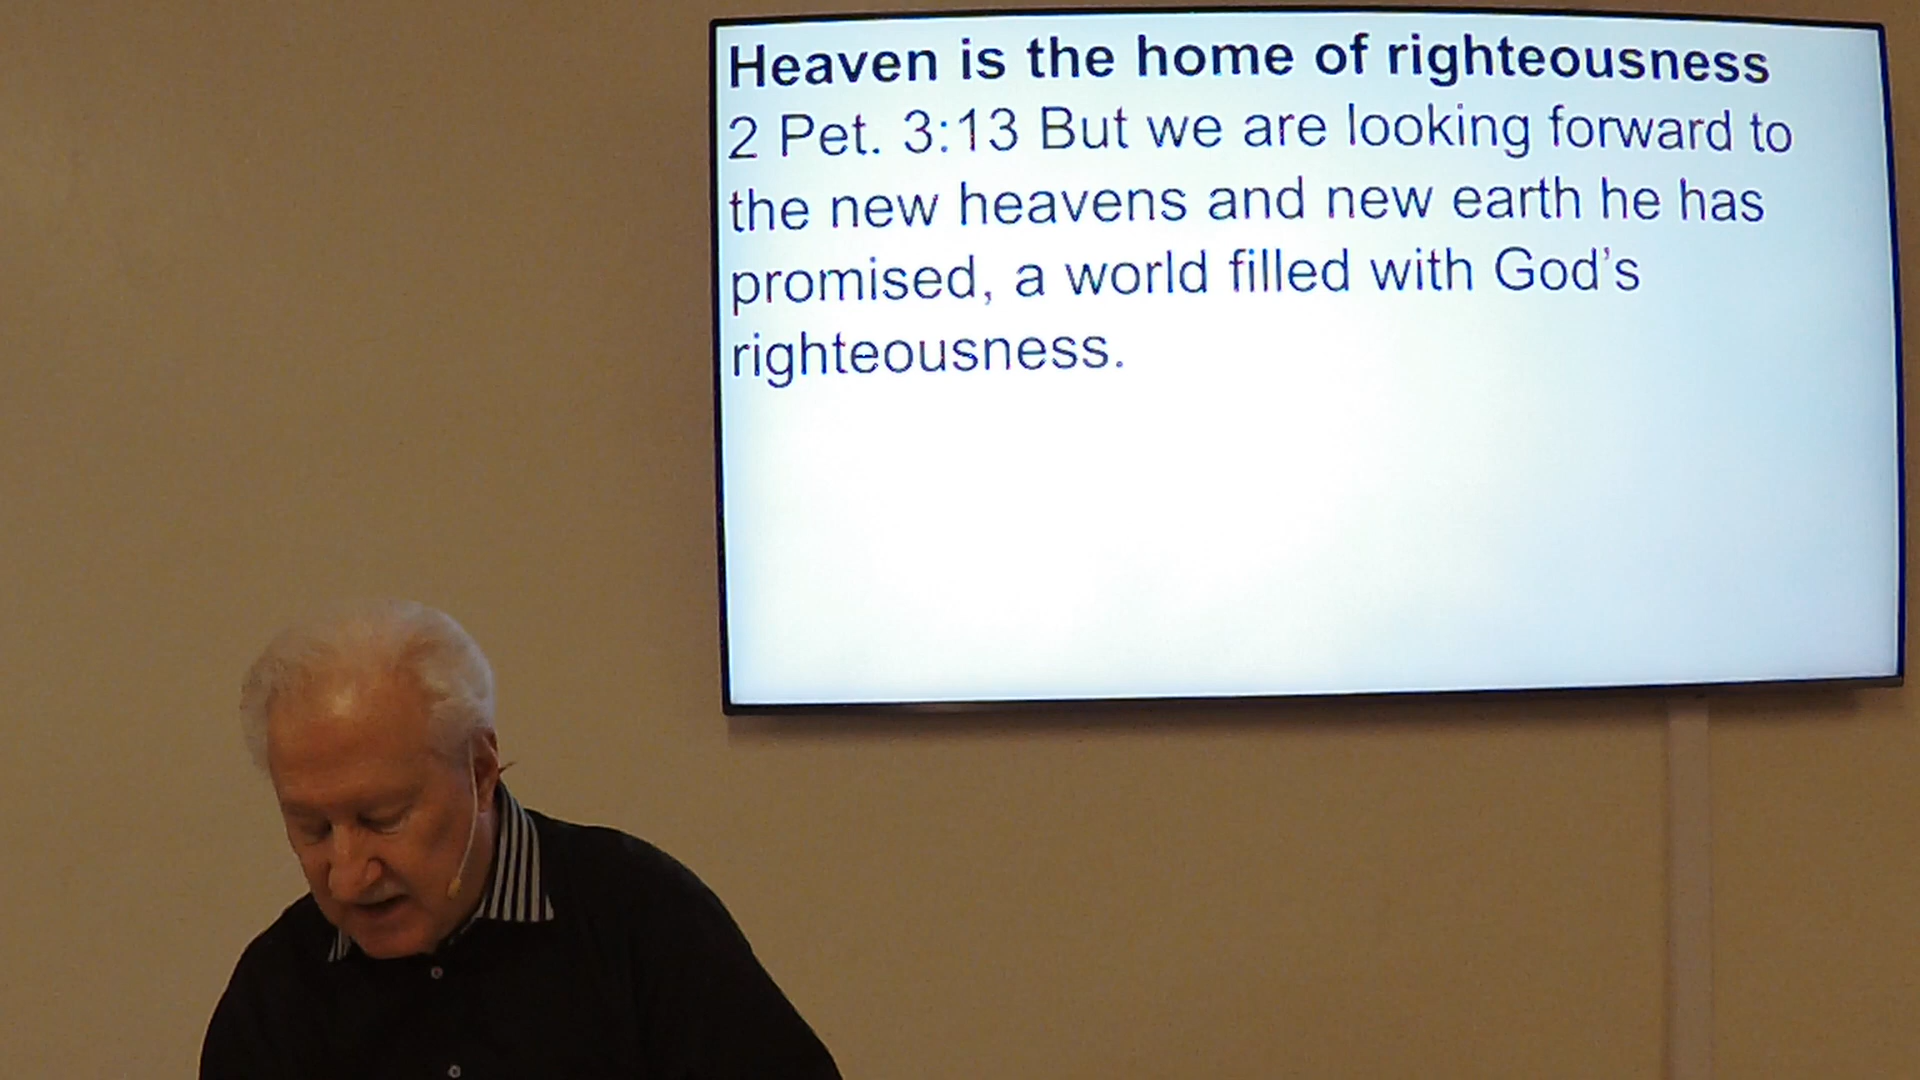 Heaven is the home of righteousness
2 Pet. 3:13 But we are looking forward to
the new heavens and new earth he has
promised, a world filled with God's
righteousness.